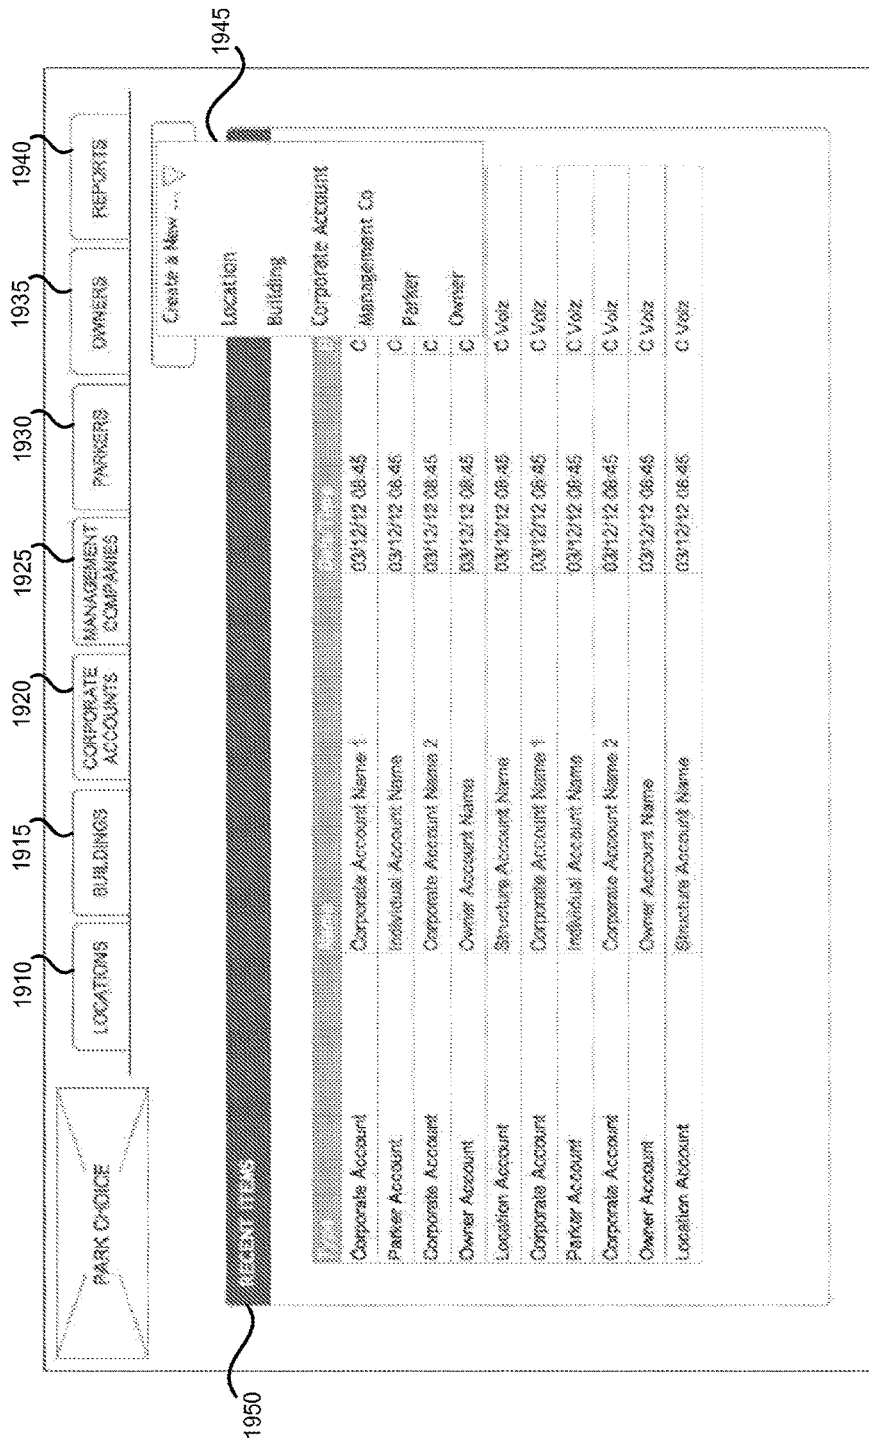 1910 1915 1920 1925 1930 1935 1940
PARK CHOICE
LOCATIONS
BUILDINGS
CORPORATE
ACCOUNTS
MANAGEMENT
COMPANIES
PARKERS
OWNERS
REPORTS
1945
Create a New ...
Location
Building
Corporate Account
Management Co
Parker
Owner
1950
RECENT ITEMS
Corporate Account Corporate Account Name 1 03/12/12 08:45 C
Parker Account Individual Account Name 03/12/12 08:45 C
Corporate Account Corporate Account Name 2 03/12/12 08:45 C
Owner Account Owner Account Name 03/12/12 08:45 C
Location Account Structure Account Name 03/12/12 08:45 C Volz
Corporate Account Corporate Account Name 1 03/12/12 08:45 C Volz
Parker Account Individual Account Name 03/12/12 08:45 C Volz
Corporate Account Corporate Account Name 2 03/12/12 08:45 C Volz
Owner Account Owner Account Name 03/12/12 08:45 C Volz
Location Account Structure Account Name 03/12/12 08:45 C Volz